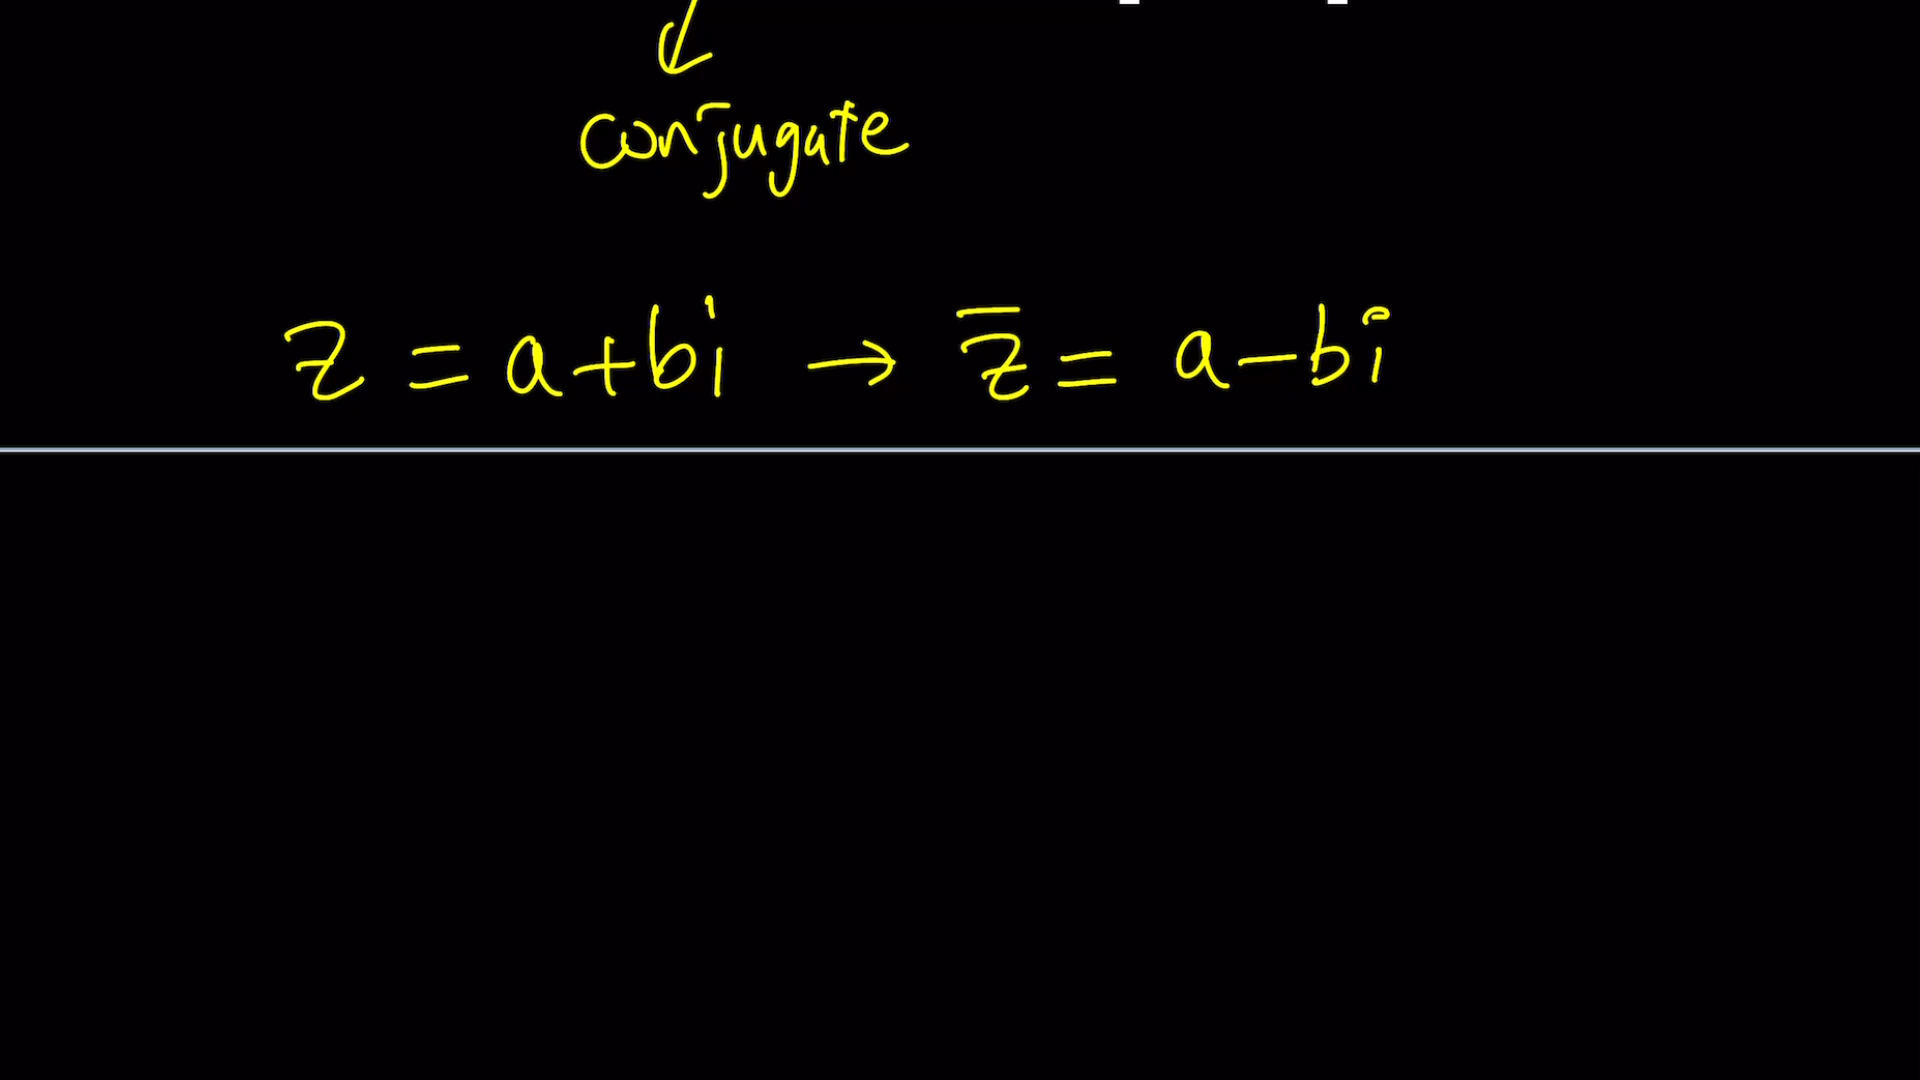 conjugate
z = a+bi → z̅ = a-bi